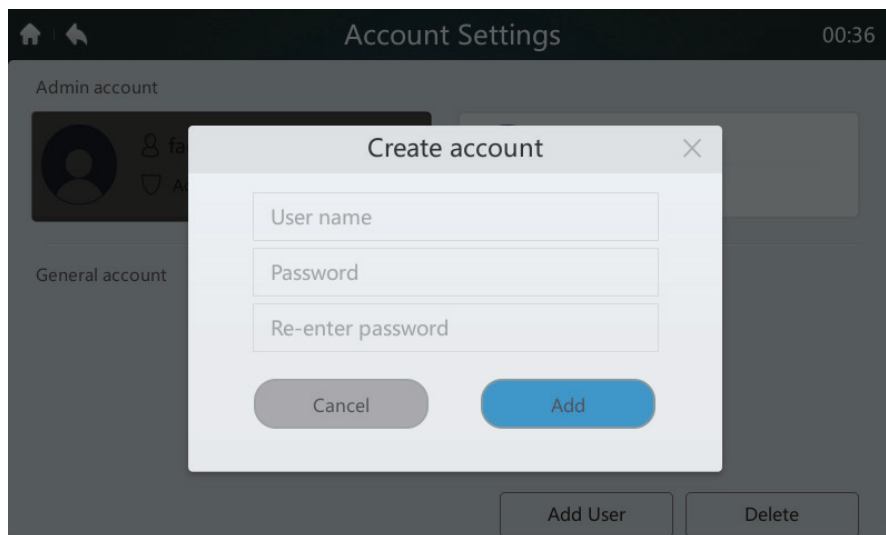 Account Settings 00:36
Admin account
Create account
User name
Password
Re-enter password
General account
Cancel Add
Add User Delete